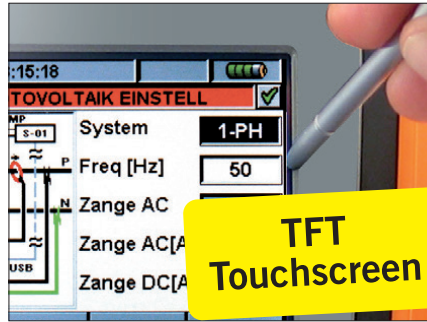 :15:18
TOVOLTAIK EINSTELL
MP
S-01
System 1-PH
P
Freq [Hz] 50
N Zange AC
Zange AC[A
USB
Zange DC[A
TFT
Touchscreen